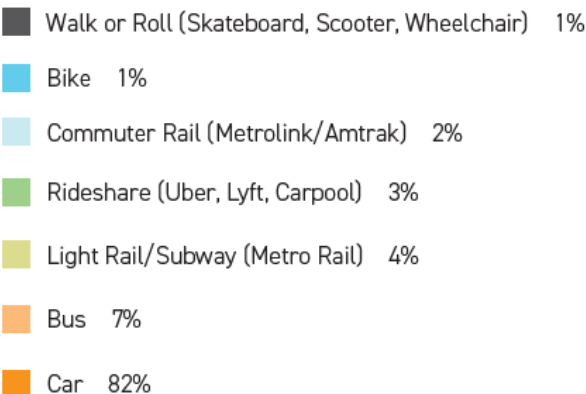 Walk or Roll (Skateboard, Scooter, Wheelchair) 1%
Bike 1%
Commuter Rail (Metrolink/Amtrak) 2%
Rideshare (Uber, Lyft, Carpool) 3%
Light Rail/Subway (Metro Rail) 4%
Bus 7%
Car 82%